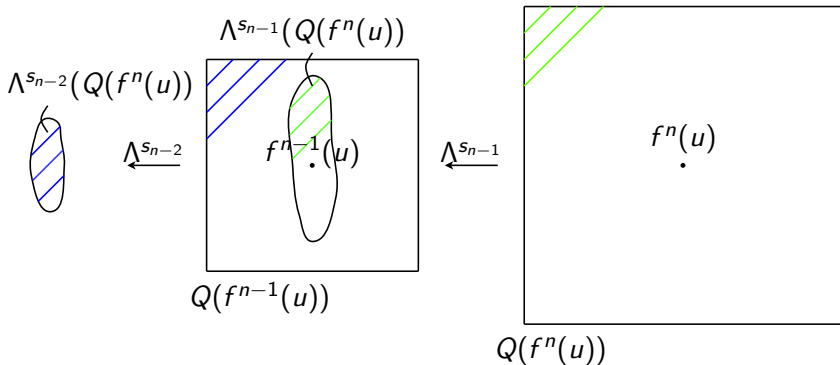 Λ^{s_{n−1}}(Q(f^n(u))
Λ^{s_{n−2}}(Q(f^n(u))
f^n(u)
f^{n−1}(u)
Λ^{s_{n−2}}
Λ^{s_{n−1}}
Q(f^{n−1}(u))
Q(f^n(u))